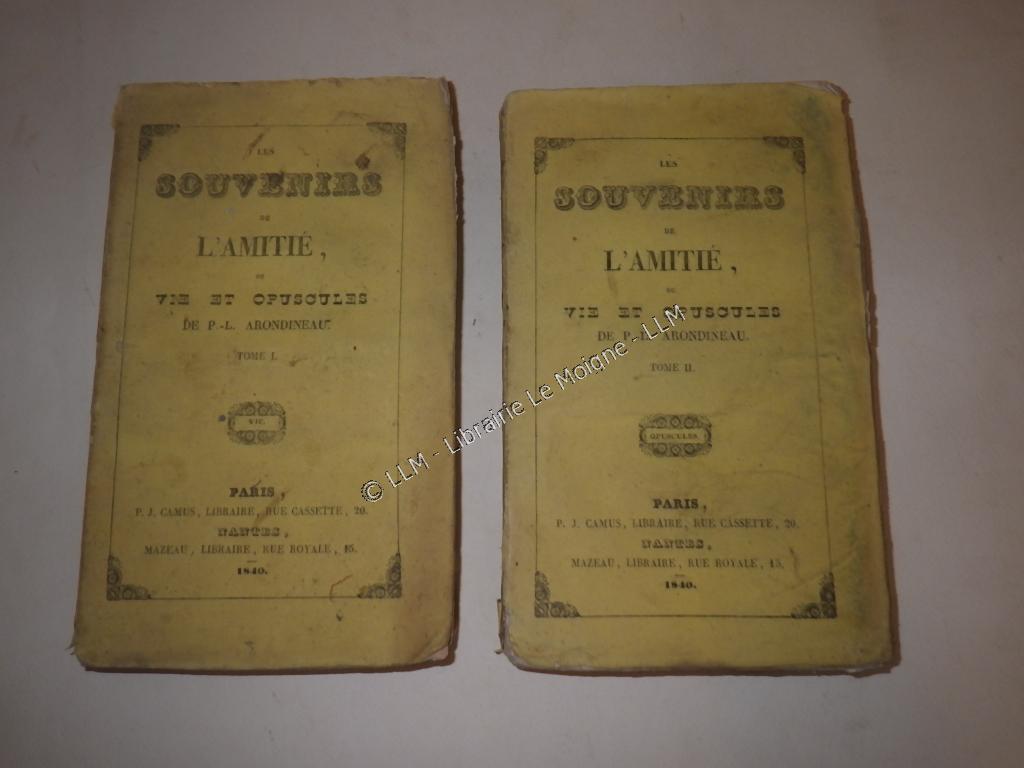 LES
SOUVENIRS
DE
L'AMITIÉ,
OU
VIE ET OPUSCULES
DE P.-L. ARONDINEAU.
TOME I.
VIE.
PARIS,
P. J. CAMUS, LIBRAIRE, RUE CASSETTE, 20.
NANTES,
MAZEAU, LIBRAIRE, RUE ROYALE, 15.
1840.
LES
SOUVENIRS
DE
L'AMITIÉ,
OU
VIE ET OPUSCULES
DE P.-L. ARONDINEAU.
TOME II.
OPUSCULES.
PARIS,
P. J. CAMUS, LIBRAIRE, RUE CASSETTE, 20.
NANTES,
MAZEAU, LIBRAIRE, RUE ROYALE, 15.
1840.
© LLM - Librairie Le Moigne - LLM